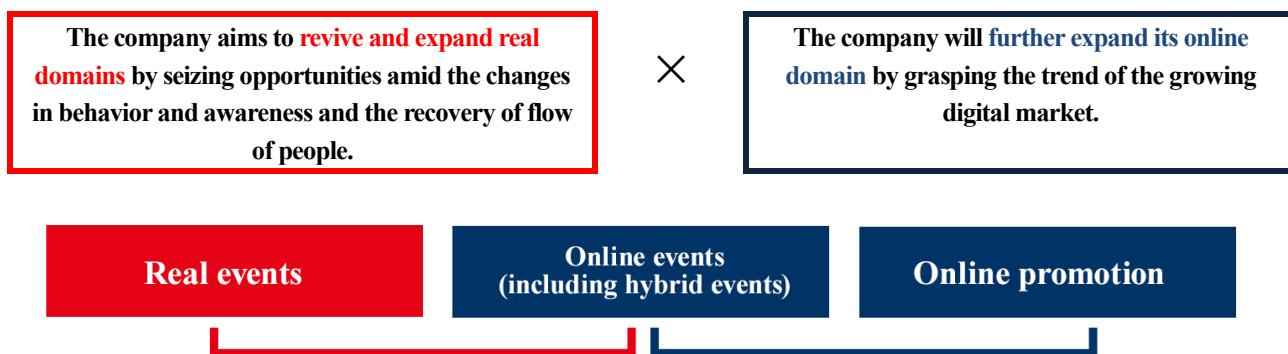 The company aims to revive and expand real
domains by seizing opportunities amid the changes
in behavior and awareness and the recovery of flow
of people.
×
The company will further expand its online
domain by grasping the trend of the growing
digital market.
Real events
Online events
(including hybrid events)
Online promotion